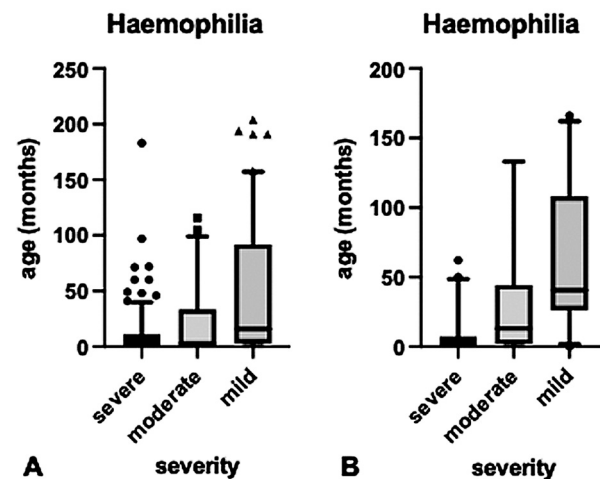 Haemophilia
250
200
150
100
50
0
age (months)
severe
moderate
mild
severity
A
Haemophilia
200
150
100
50
0
age (months)
severe
moderate
mild
severity
B